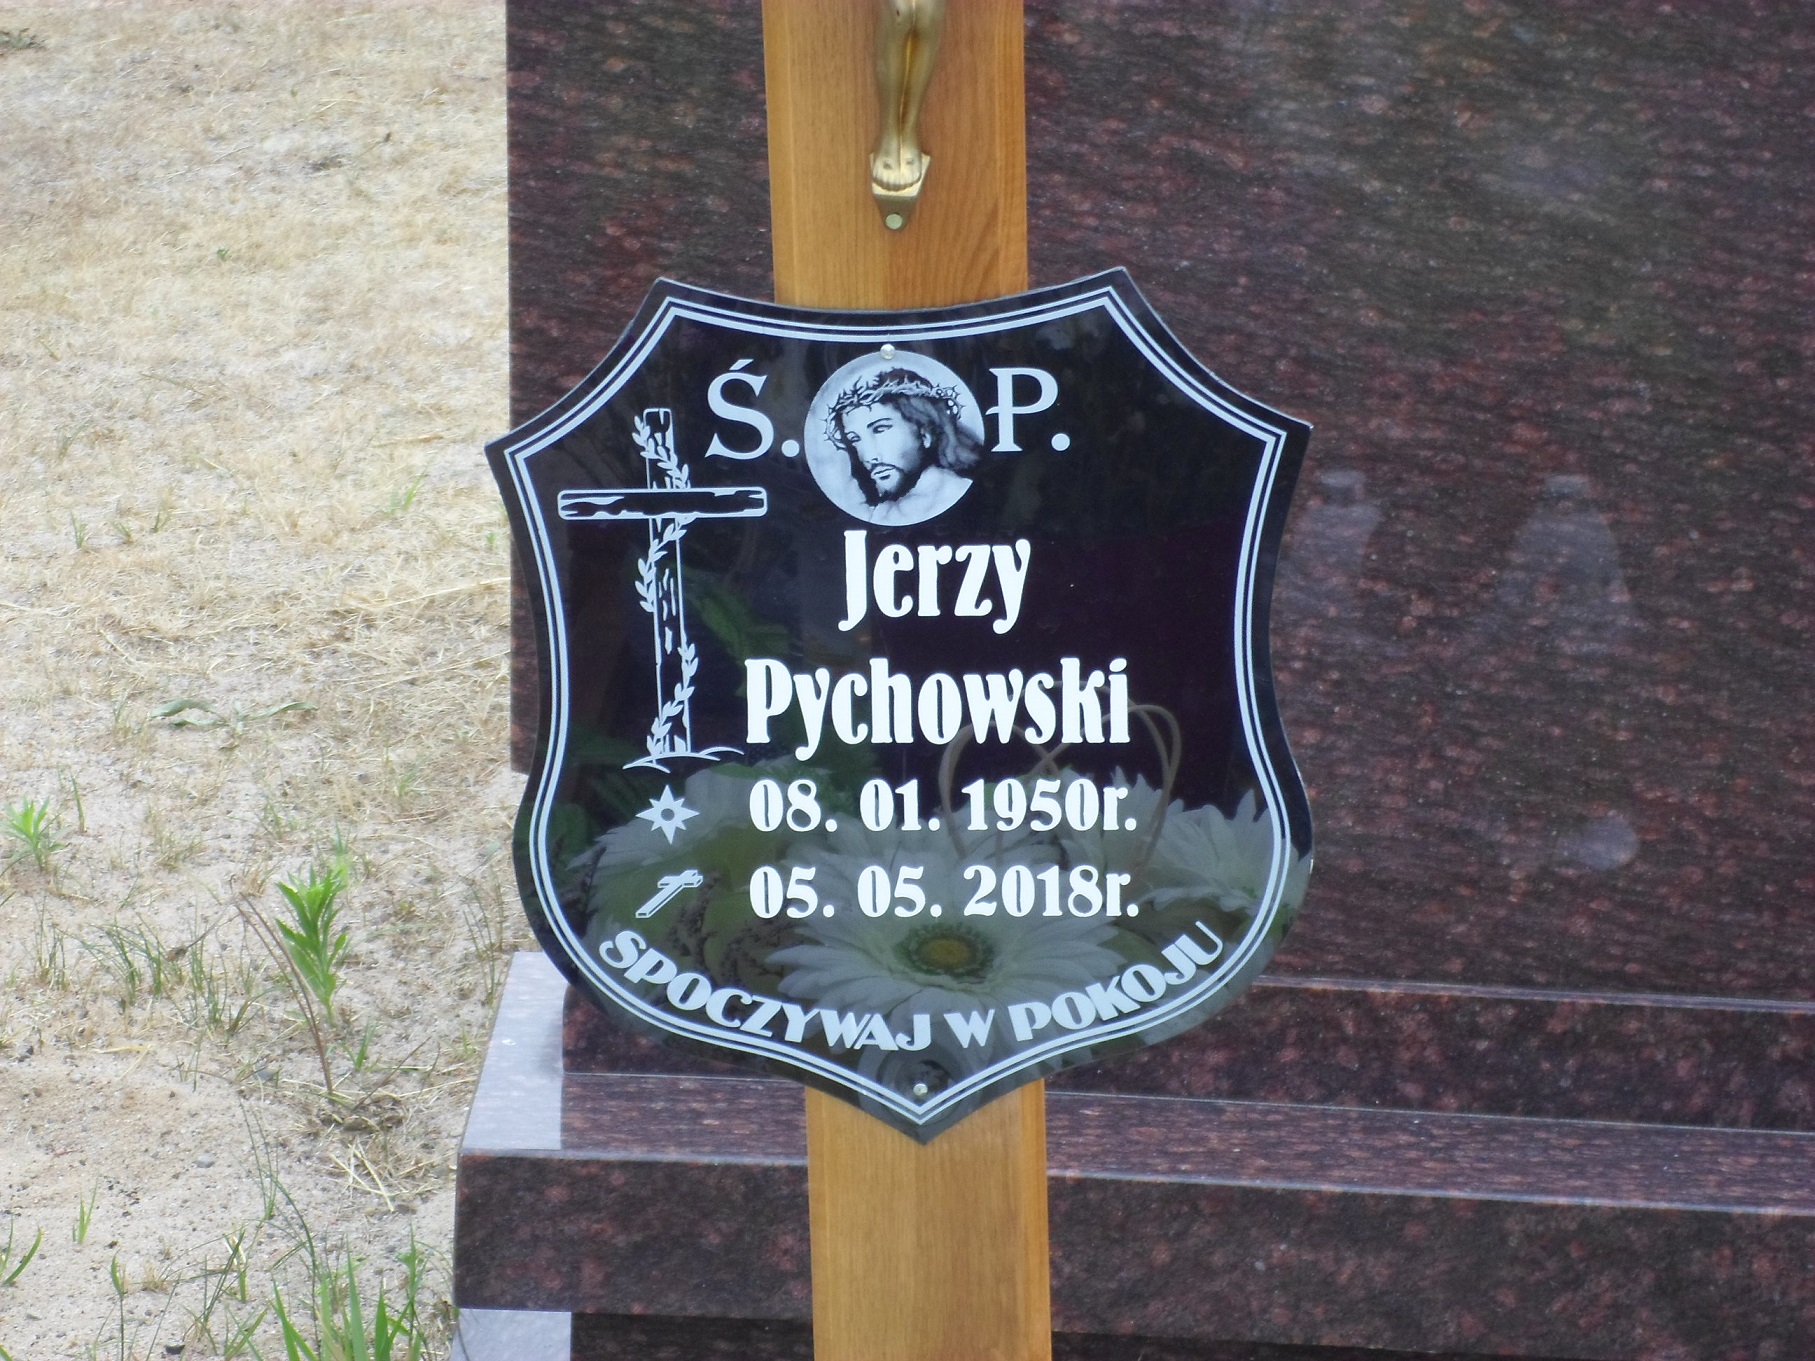 Ś. P.
Jerzy
Pychowski
08. 01. 1950r.
05. 05. 2018r.
SPOCZYWAJ W POKOJU